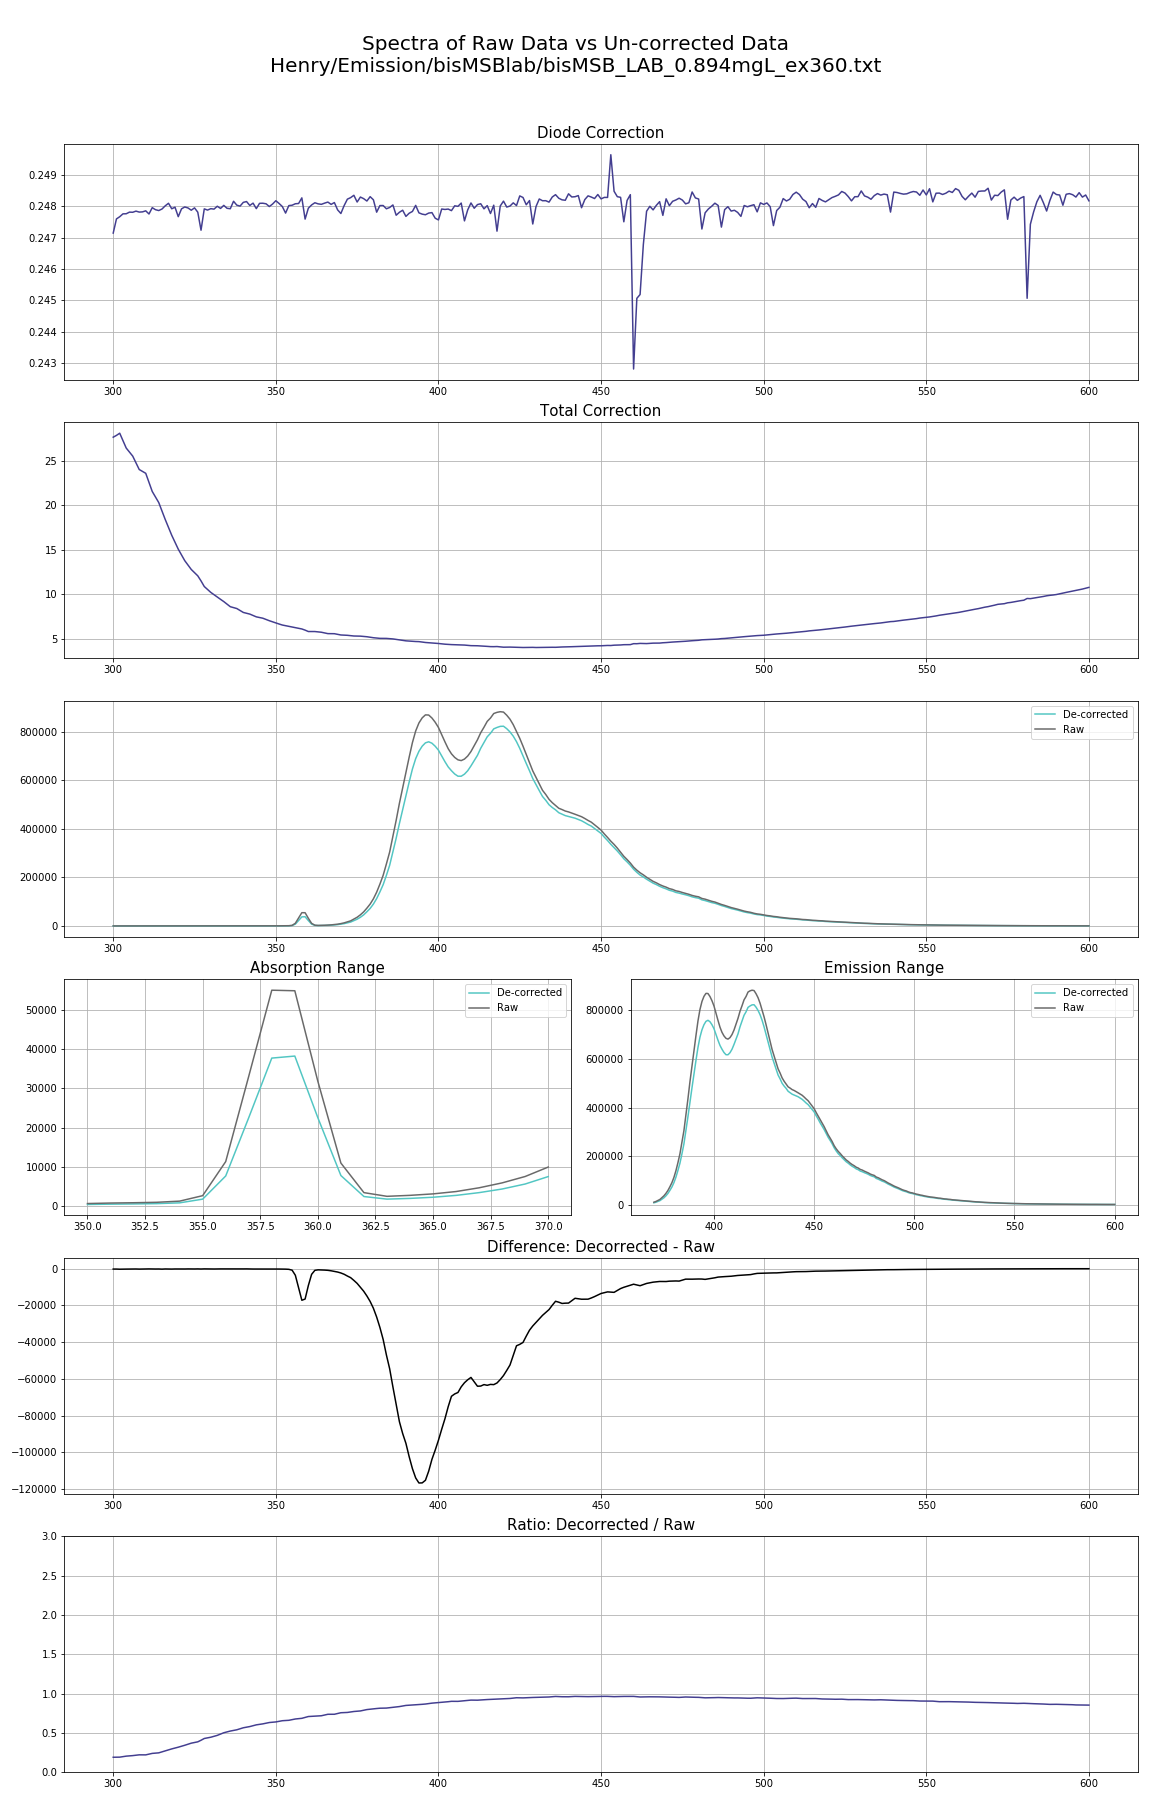 Spectra of Raw Data vs Un-corrected Data
Henry/Emission/bisMSBlab/bisMSB_LAB_0.894mgL_ex360.txt
Diode Correction
0.249
0.248
0.247
0.246
0.245
0.244
0.243
300 350 400 450 500 550 600
Total Correction
25
20
15
10
5
300 350 400 450 500 550 600
De-corrected
Raw
800000
600000
400000
200000
0
300 350 400 450 500 550 600
Absorption Range
De-corrected
Raw
50000
40000
30000
20000
10000
0
350.0 352.5 355.0 357.5 360.0 362.5 365.0 367.5 370.0
Emission Range
De-corrected
Raw
800000
600000
400000
200000
0
400 450 500 550 600
Difference: Decorrected - Raw
0
−20000
−40000
−60000
−80000
−100000
−120000
300 350 400 450 500 550 600
Ratio: Decorrected / Raw
3.0
2.5
2.0
1.5
1.0
0.5
0.0
300 350 400 450 500 550 600